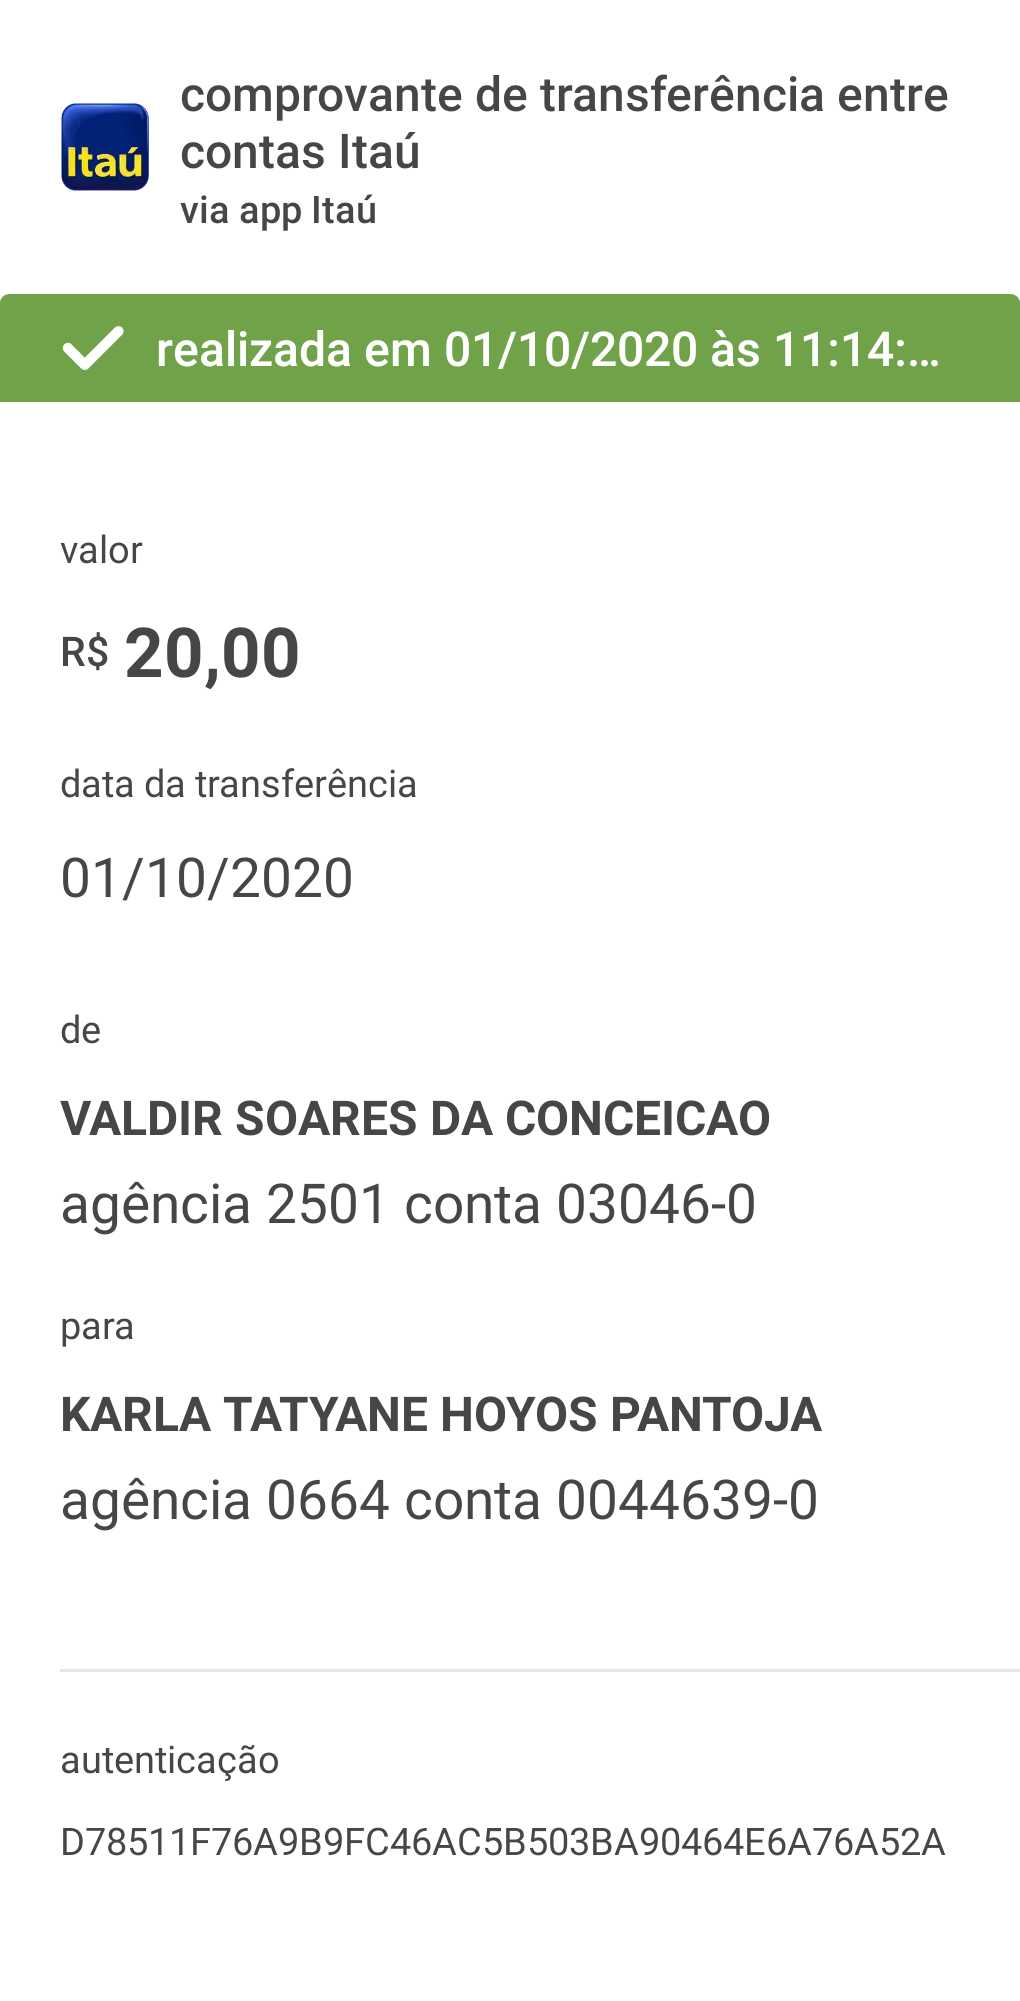 comprovante de transferência entre
contas Itaú
Itaú
via app Itaú
realizada em 01/10/2020 às 11:14:...
valor
R$ 20,00
data da transferência
01/10/2020
de
VALDIR SOARES DA CONCEICAO
agência 2501 conta 03046-0
para
KARLA TATYANE HOYOS PANTOJA
agência 0664 conta 0044639-0
autenticação
D78511F76A9B9FC46AC5B503BA90464E6A76A52A